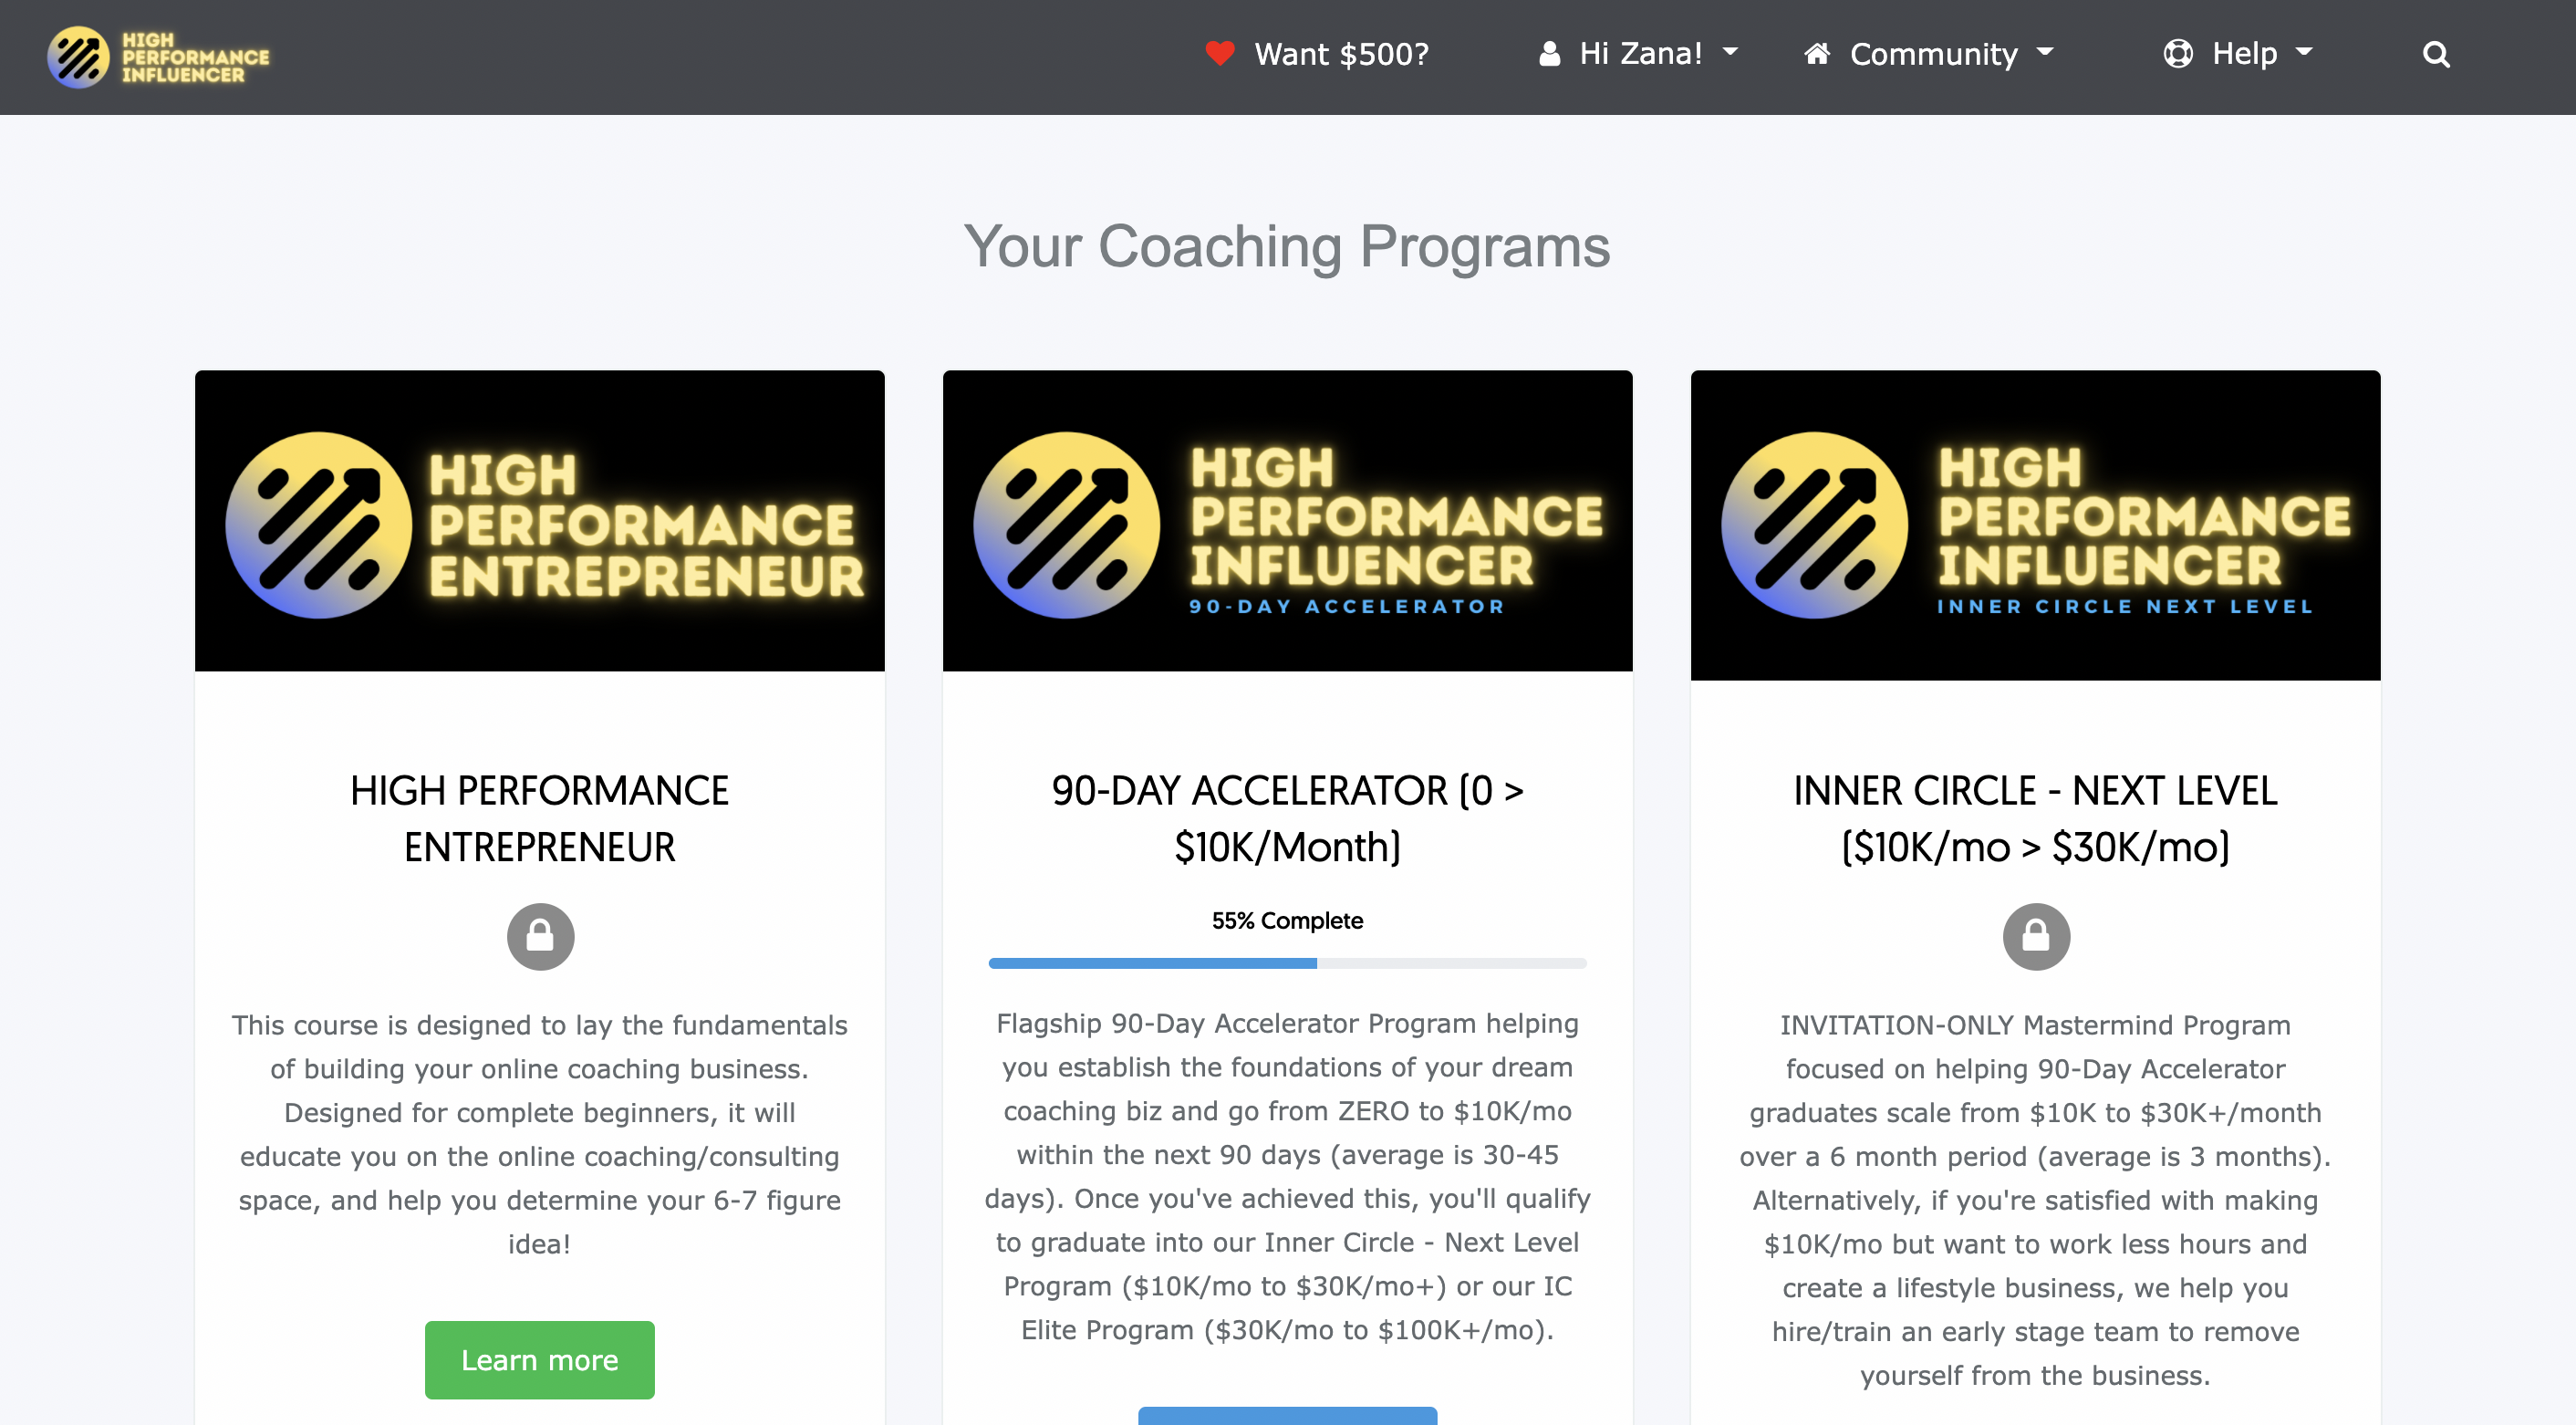 HIGH
PERFORMANCE
INFLUENCER
Want $500?
Hi Zana!
Community
Help
Your Coaching Programs
HIGH
PERFORMANCE
ENTREPRENEUR
HIGH PERFORMANCE
ENTREPRENEUR
This course is designed to lay the fundamentals
of building your online coaching business.
Designed for complete beginners, it will
educate you on the online coaching/consulting
space, and help you determine your 6-7 figure
idea!
Learn more
HIGH
PERFORMANCE
INFLUENCER
90-DAY ACCELERATOR
90-DAY ACCELERATOR (0 >
$10K/Month)
55% Complete
Flagship 90-Day Accelerator Program helping
you establish the foundations of your dream
coaching biz and go from ZERO to $10K/mo
within the next 90 days (average is 30-45
days). Once you've achieved this, you'll qualify
to graduate into our Inner Circle - Next Level
Program ($10K/mo to $30K/mo+) or our IC
Elite Program ($30K/mo to $100K+/mo).
HIGH
PERFORMANCE
INFLUENCER
INNER CIRCLE NEXT LEVEL
INNER CIRCLE - NEXT LEVEL
($10K/mo > $30K/mo)
INVITATION-ONLY Mastermind Program
focused on helping 90-Day Accelerator
graduates scale from $10K to $30K+/month
over a 6 month period (average is 3 months).
Alternatively, if you're satisfied with making
$10K/mo but want to work less hours and
create a lifestyle business, we help you
hire/train an early stage team to remove
yourself from the business.